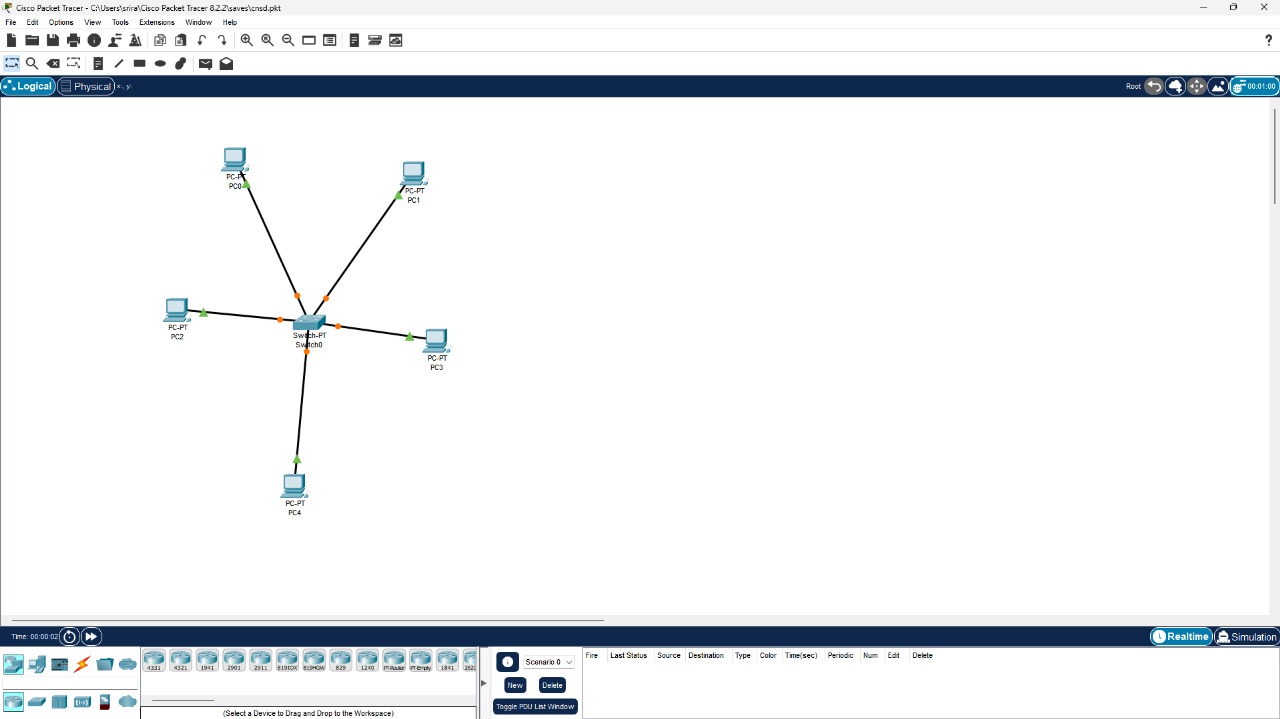 Cisco Packet Tracer - C:\Users\srira\Cisco Packet Tracer 8.2.2\saves\cnsd.pkt
File Edit Options View Tools Extensions Window Help
Logical Physical x:, y: Root 00:01:00
PC-PT
PC0
PC-PT
PC1
PC-PT
PC2
Switch-PT
Switch0
PC-PT
PC3
PC-PT
PC4
Time: 00:00:02 Realtime Simulation
4331 4321 1941 2901 2911 819IOX 819HGW 829 1240 PT-Router PT-Empty 1841 2620
(Select a Device to Drag and Drop to the Workspace)
Scenario 0
New Delete
Toggle PDU List Window
Fire Last Status Source Destination Type Color Time(sec) Periodic Num Edit Delete